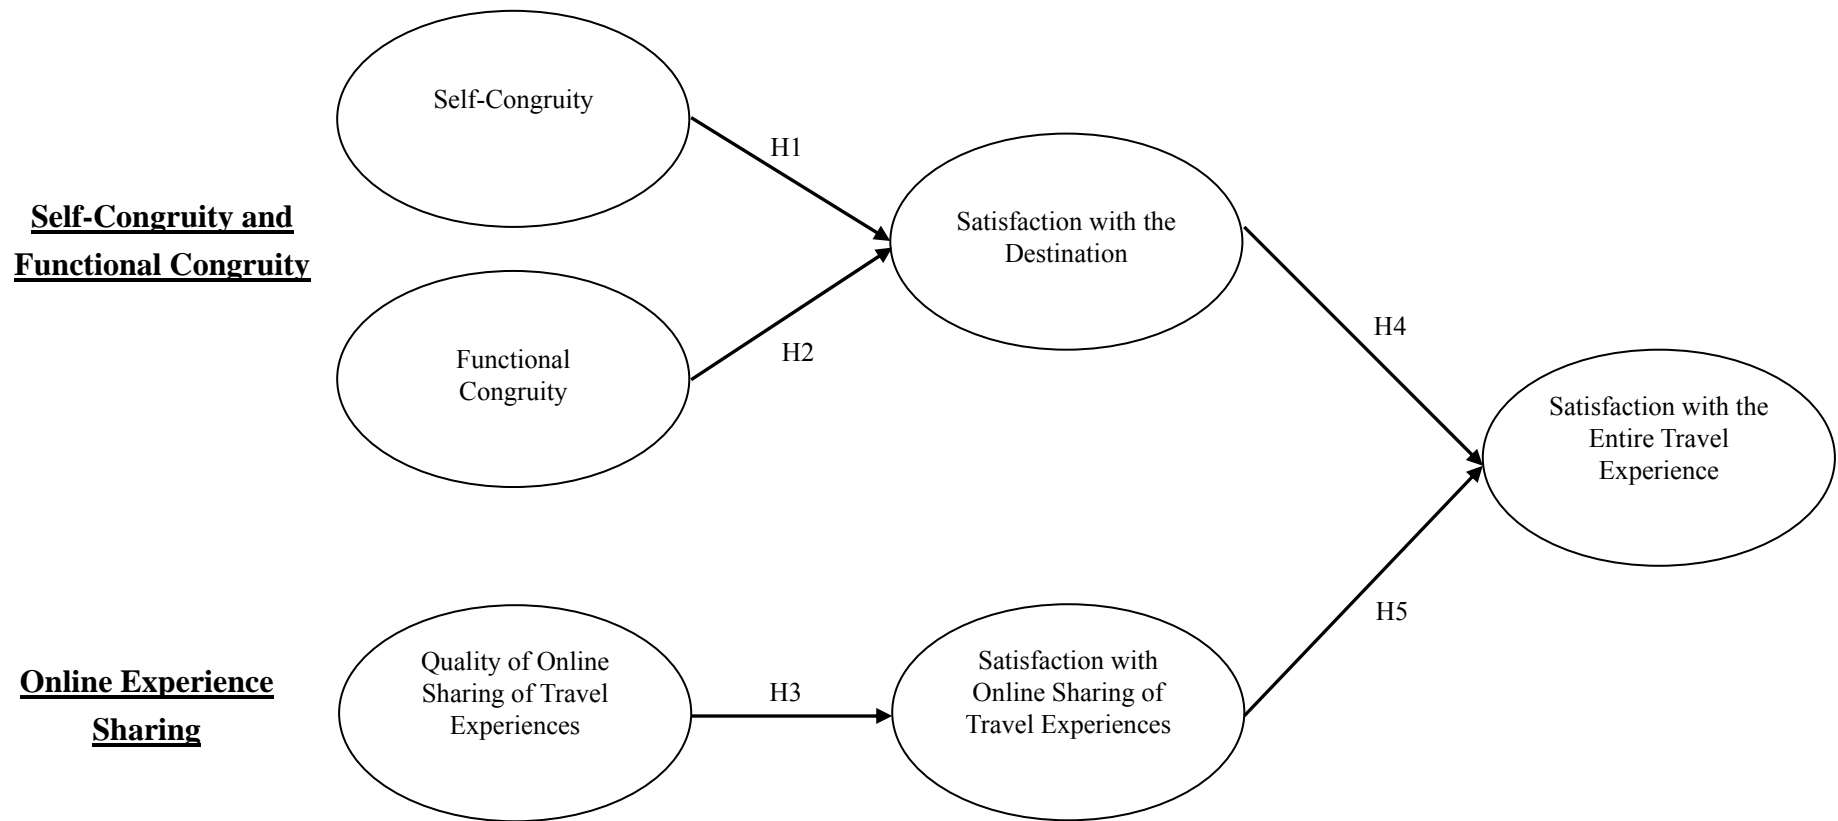 Self-Congruity
H1
Self-Congruity and
Functional Congruity
Satisfaction with the
Destination
Functional
Congruity
H2
H4
Satisfaction with the
Entire Travel
Experience
Online Experience
Sharing
Quality of Online
Sharing of Travel
Experiences
H3
Satisfaction with
Online Sharing of
Travel Experiences
H5